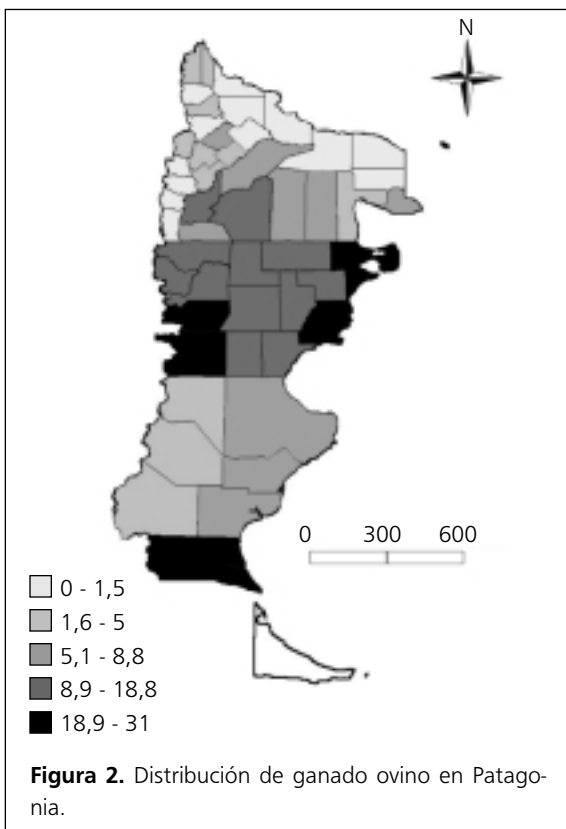 N
0 300 600
0 - 1,5
1,6 - 5
5,1 - 8,8
8,9 - 18,8
18,9 - 31
Figura 2. Distribución de ganado ovino en Patago-
nia.